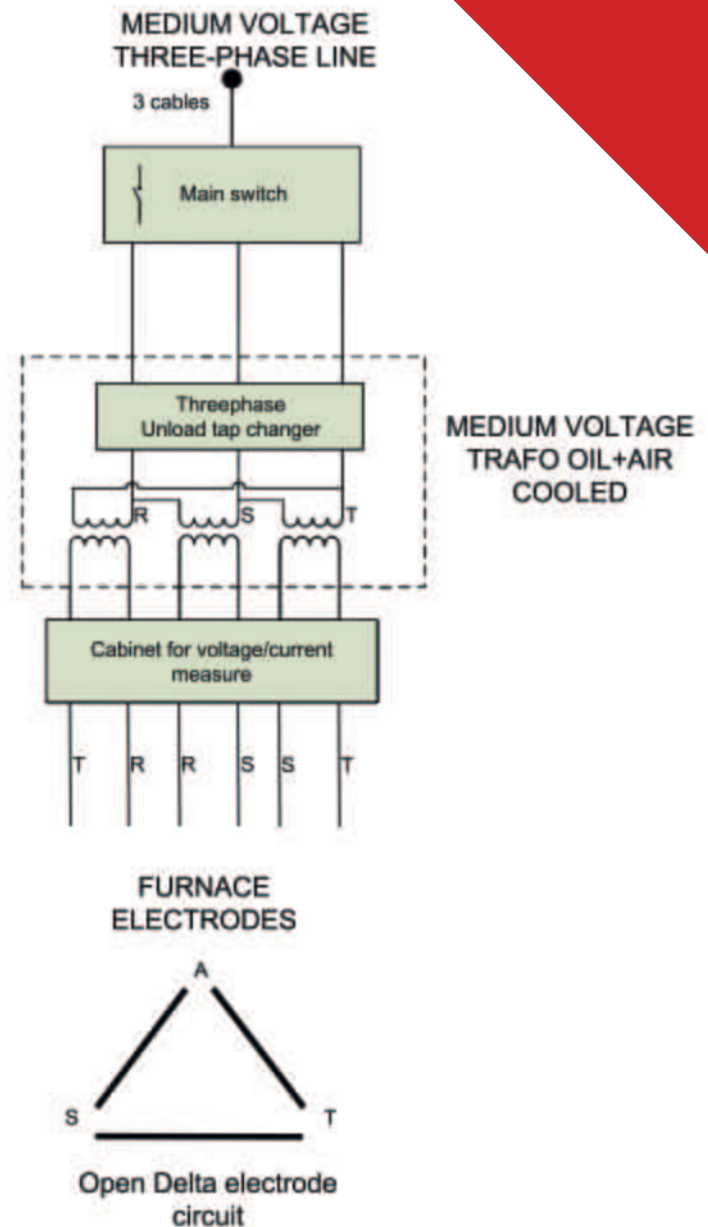 MEDIUM VOLTAGE
THREE-PHASE LINE
3 cables
Main switch
Threephase
Unload tap changer
MEDIUM VOLTAGE
TRAFO OIL+AIR
COOLED
R S T
Cabinet for voltage/current
measure
T R R S S T
FURNACE
ELECTRODES
A
S T
Open Delta electrode
circuit